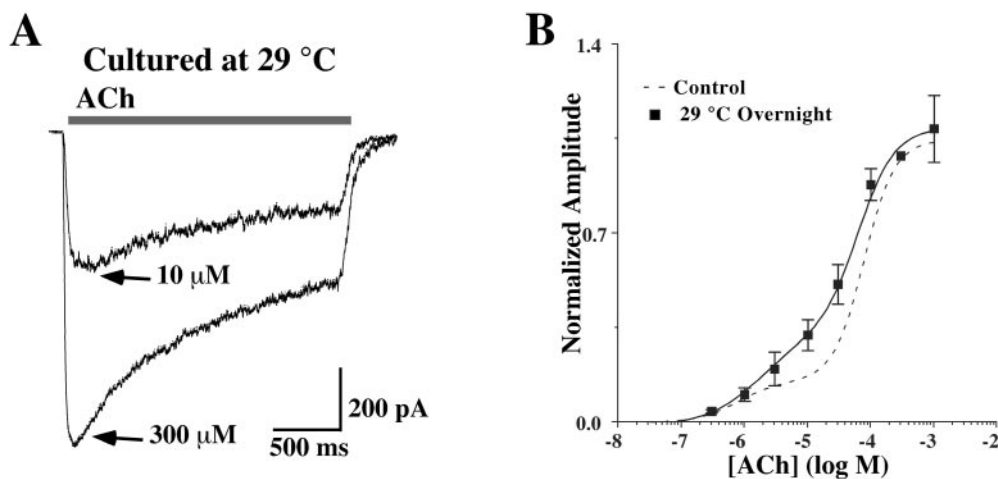 A
Cultured at 29 °C
ACh
10 µM
300 µM
200 pA
500 ms
B
Normalized Amplitude
1.4
0.7
0.0
Control
29 °C Overnight
-8 -7 -6 -5 -4 -3 -2
[ACh] (log M)